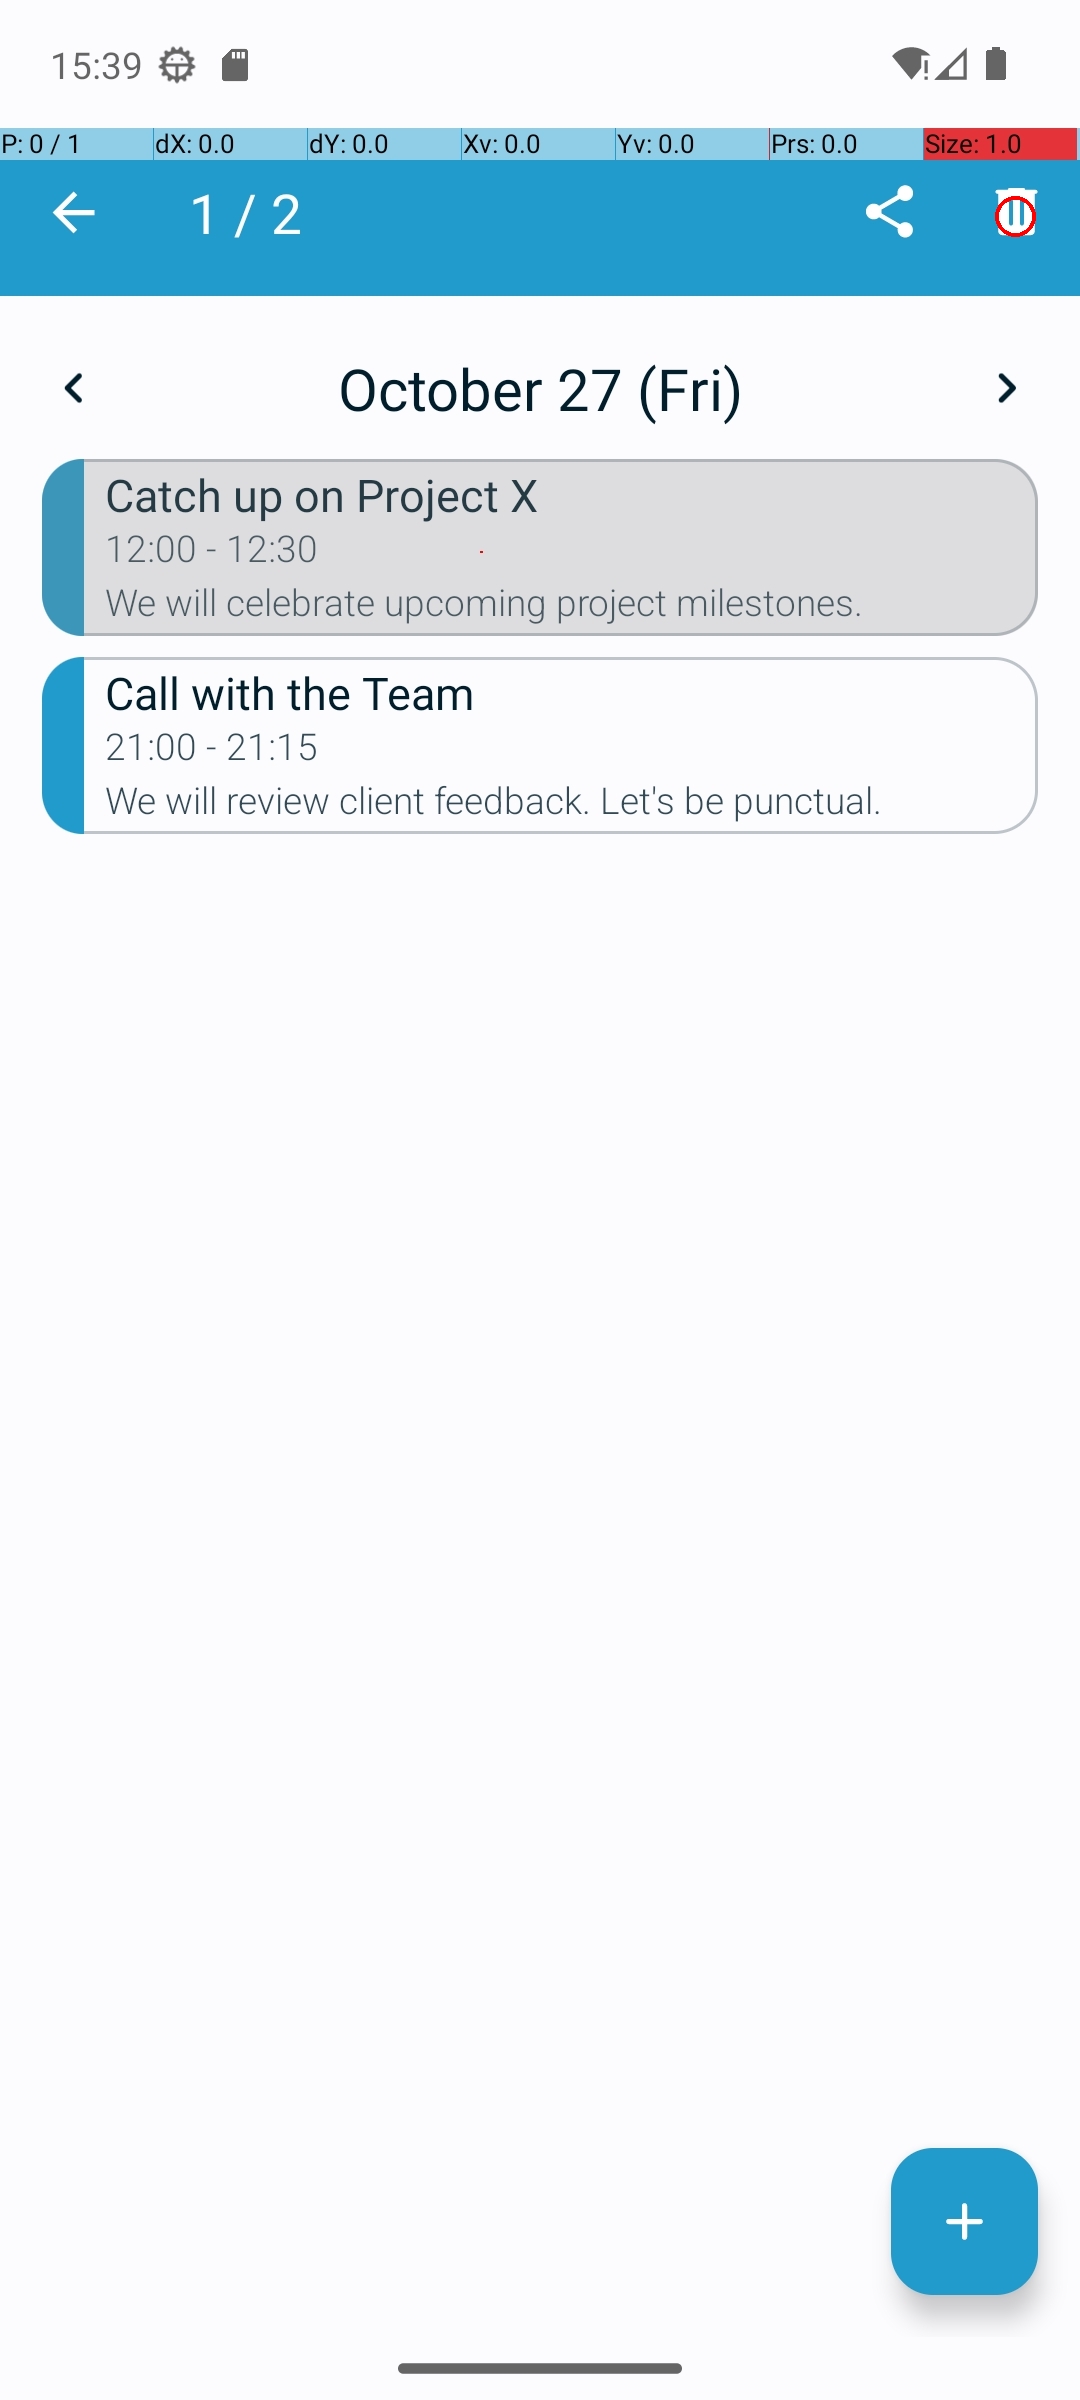 15:39
P: 0 / 1 dX: 0.0 dY: 0.0 Xv: 0.0 Yv: 0.0 Prs: 0.0 Size: 1.0
1 / 2
October 27 (Fri)
Catch up on Project X
12:00 - 12:30
We will celebrate upcoming project milestones.
Call with the Team
21:00 - 21:15
We will review client feedback. Let's be punctual.